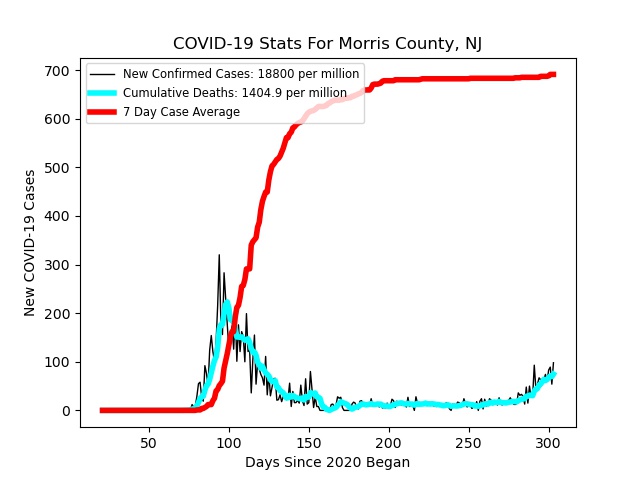 COVID-19 Stats For Morris County, NJ
New Confirmed Cases: 18800 per million
Cumulative Deaths: 1404.9 per million
7 Day Case Average
New COVID-19 Cases
700
600
500
400
300
200
100
0
50 100 150 200 250 300
Days Since 2020 Began